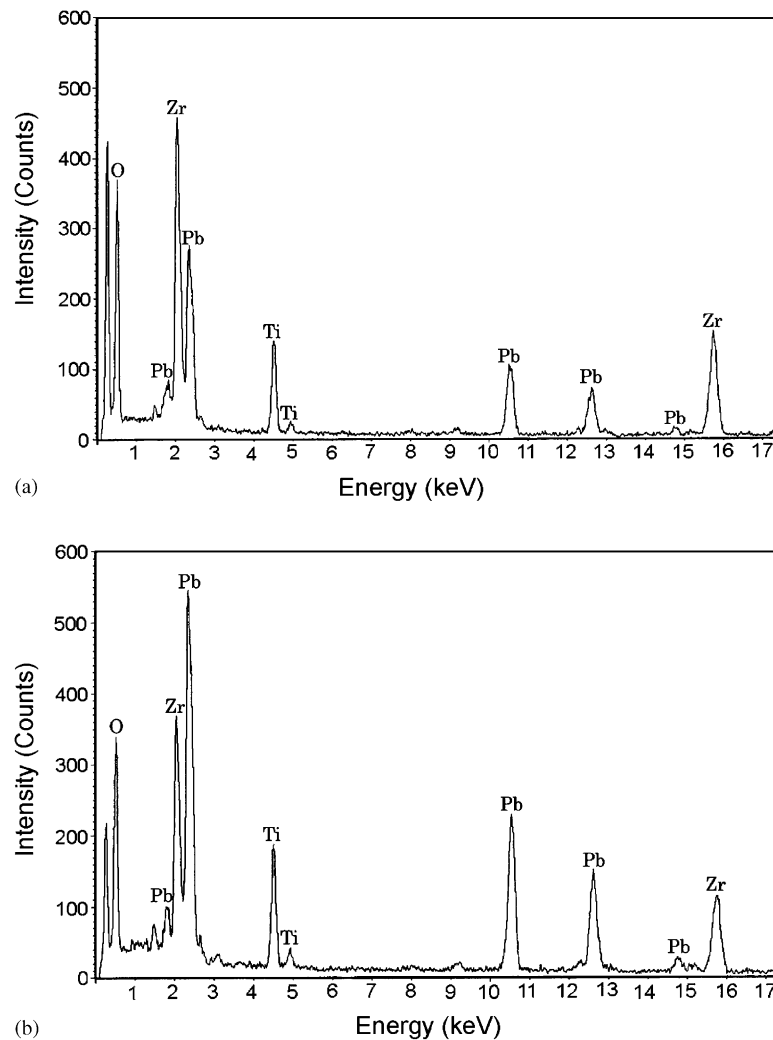 600
500
400
300
200
100
0
Intensity (Counts)
O
Pb
Zr
Pb
Ti
Ti
Pb
Pb
Pb
Zr
1 2 3 4 5 6 7 8 9 10 11 12 13 14 15 16 17
Energy (keV)
(a)
600
500
400
300
200
100
0
Intensity (Counts)
O
Pb
Zr
Pb
Ti
Ti
Pb
Pb
Pb
Zr
1 2 3 4 5 6 7 8 9 10 11 12 13 14 15 16 17
Energy (keV)
(b)